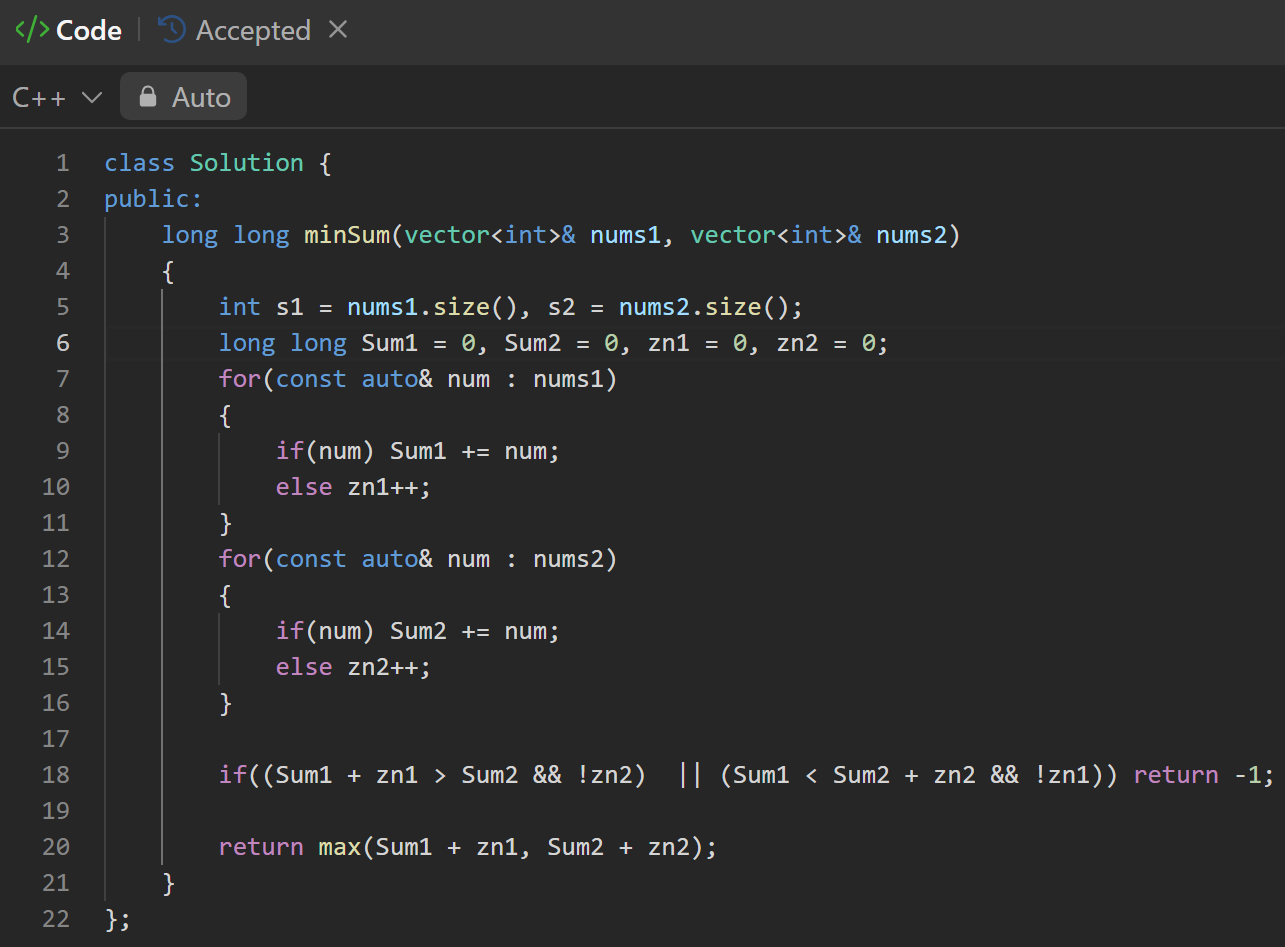 </> Code | Accepted ×
C++ Auto
1 class Solution {
2 public:
3     long long minSum(vector<int>& nums1, vector<int>& nums2)
4     {
5         int s1 = nums1.size(), s2 = nums2.size();
6         long long Sum1 = 0, Sum2 = 0, zn1 = 0, zn2 = 0;
7         for(const auto& num : nums1)
8         {
9             if(num) Sum1 += num;
10             else zn1++;
11         }
12         for(const auto& num : nums2)
13         {
14             if(num) Sum2 += num;
15             else zn2++;
16         }
17
18         if((Sum1 + zn1 > Sum2 && !zn2)  || (Sum1 < Sum2 + zn2 && !zn1)) return -1;
19
20         return max(Sum1 + zn1, Sum2 + zn2);
21     }
22 };